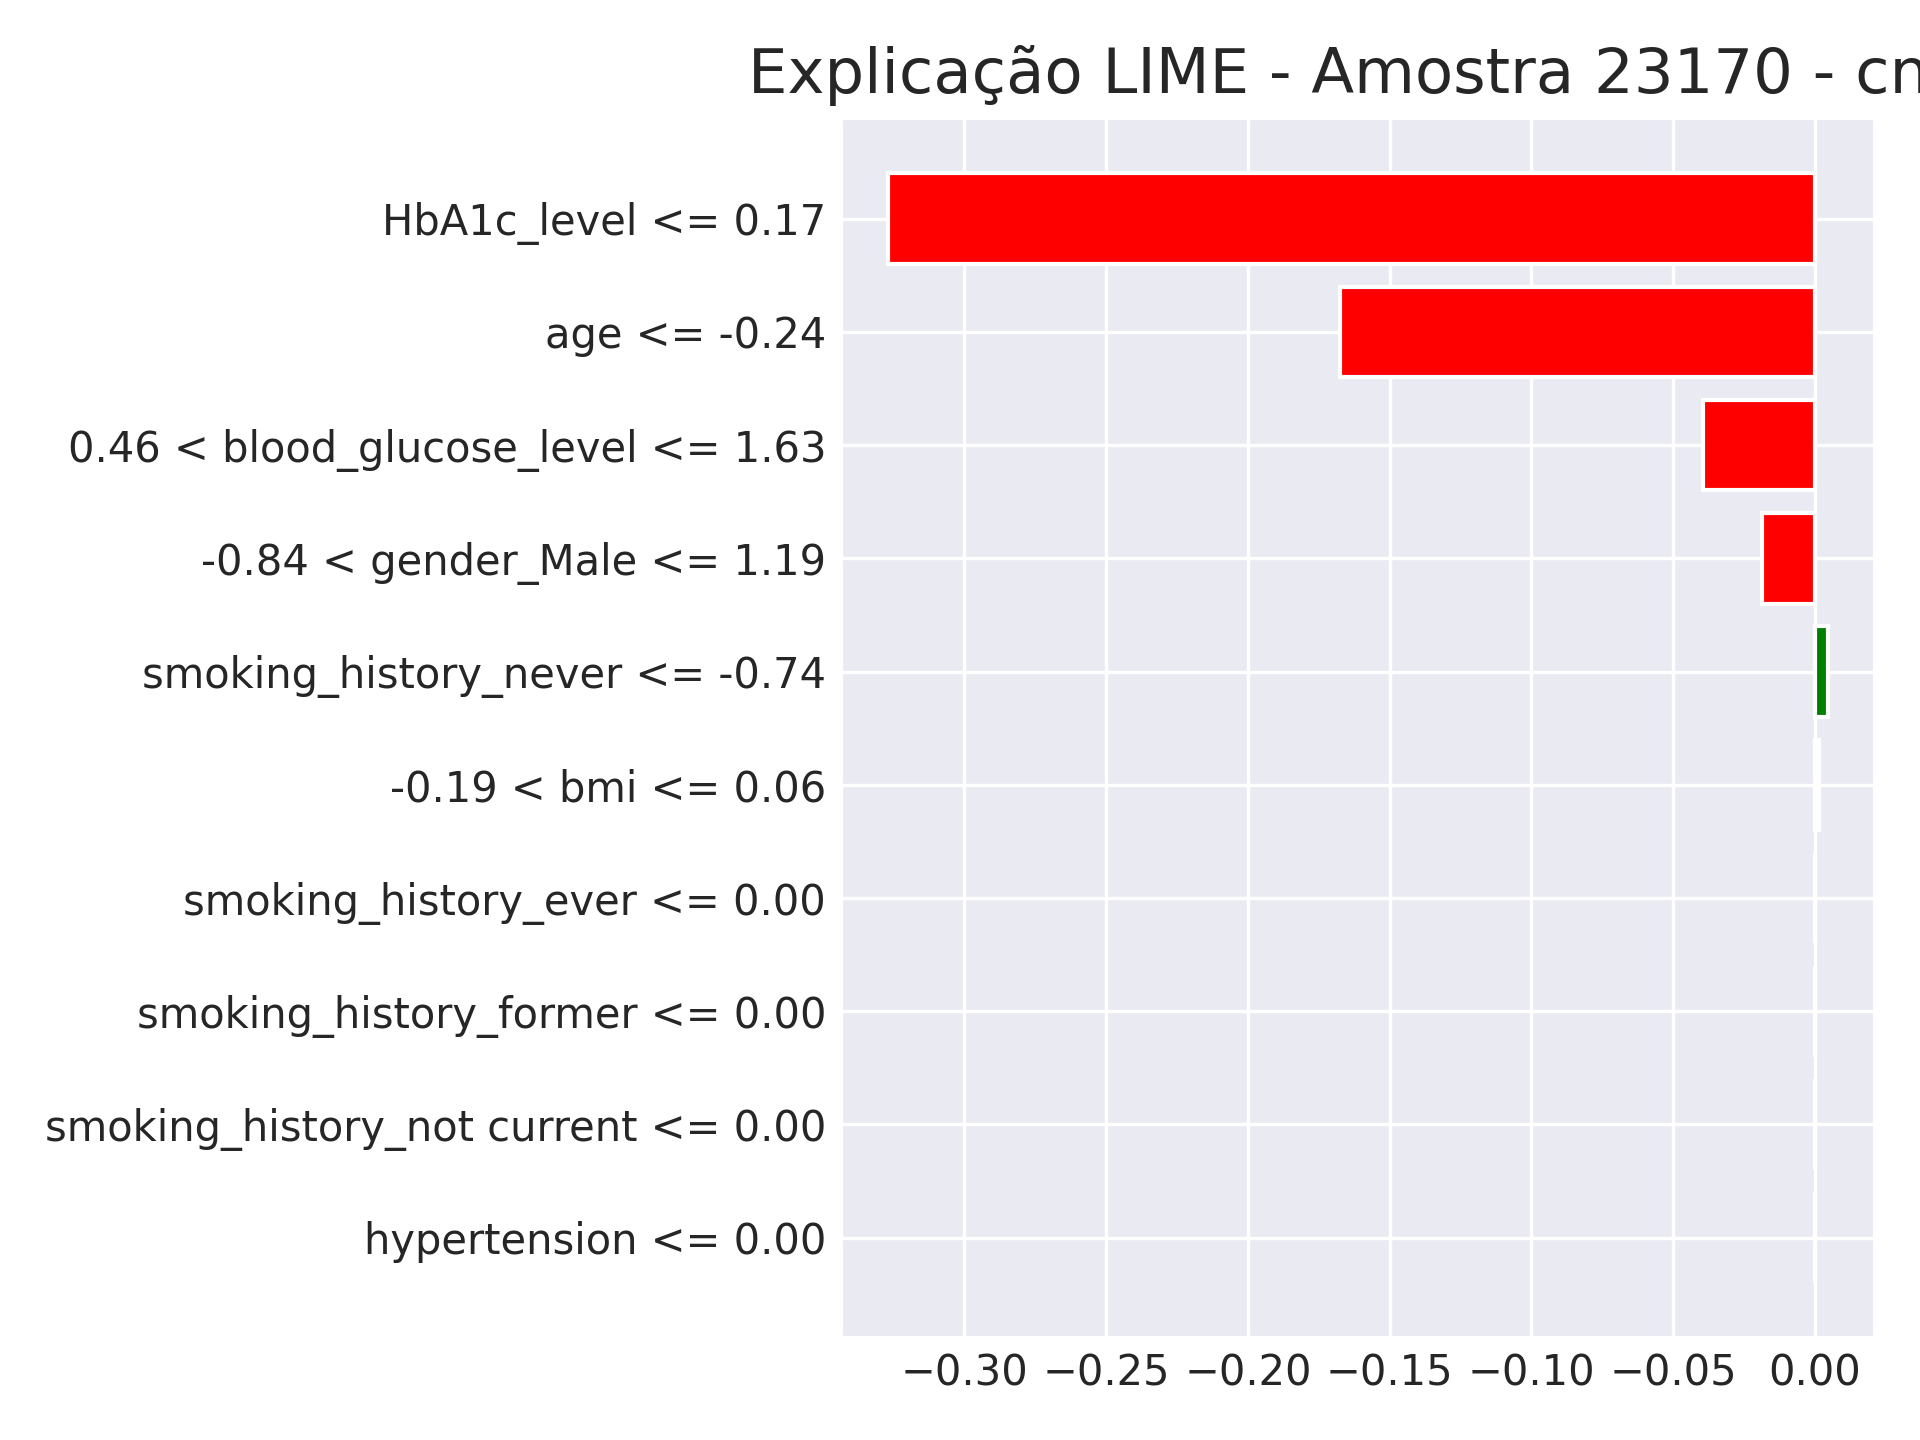 Explicação LIME - Amostra 23170 - cn
HbA1c_level <= 0.17
age <= -0.24
0.46 < blood_glucose_level <= 1.63
-0.84 < gender_Male <= 1.19
smoking_history_never <= -0.74
-0.19 < bmi <= 0.06
smoking_history_ever <= 0.00
smoking_history_former <= 0.00
smoking_history_not current <= 0.00
hypertension <= 0.00
−0.30 −0.25 −0.20 −0.15 −0.10 −0.05 0.00